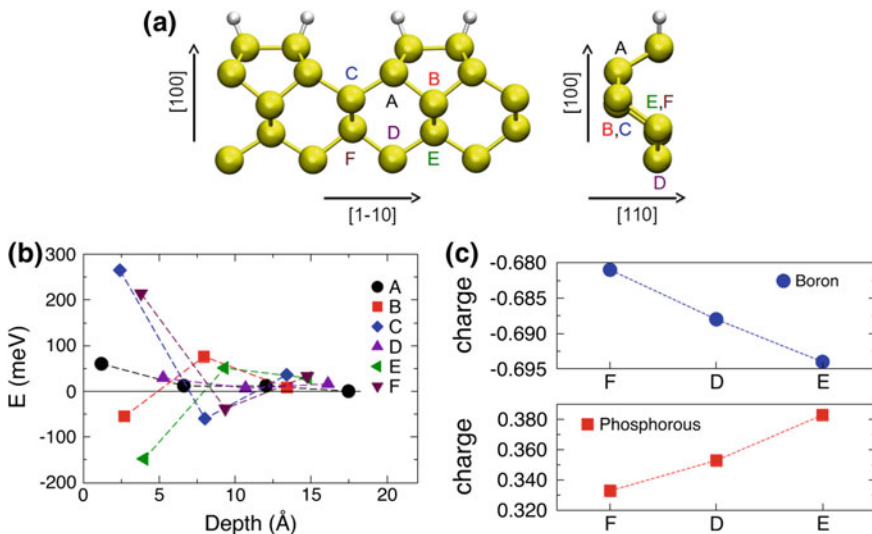 (a)
[100]
C
B
A
D
F
E
[1-10]
[100]
A
E,F
B,C
D
[110]
(b)
300
200
100
0
-100
-200
E (meV)
0
5
10
15
20
Depth (Å)
A
B
C
D
E
F
(c)
-0.680
-0.685
-0.690
-0.695
charge
Boron
F
D
E
0.380
0.360
0.340
0.320
charge
Phosphorous
F
D
E